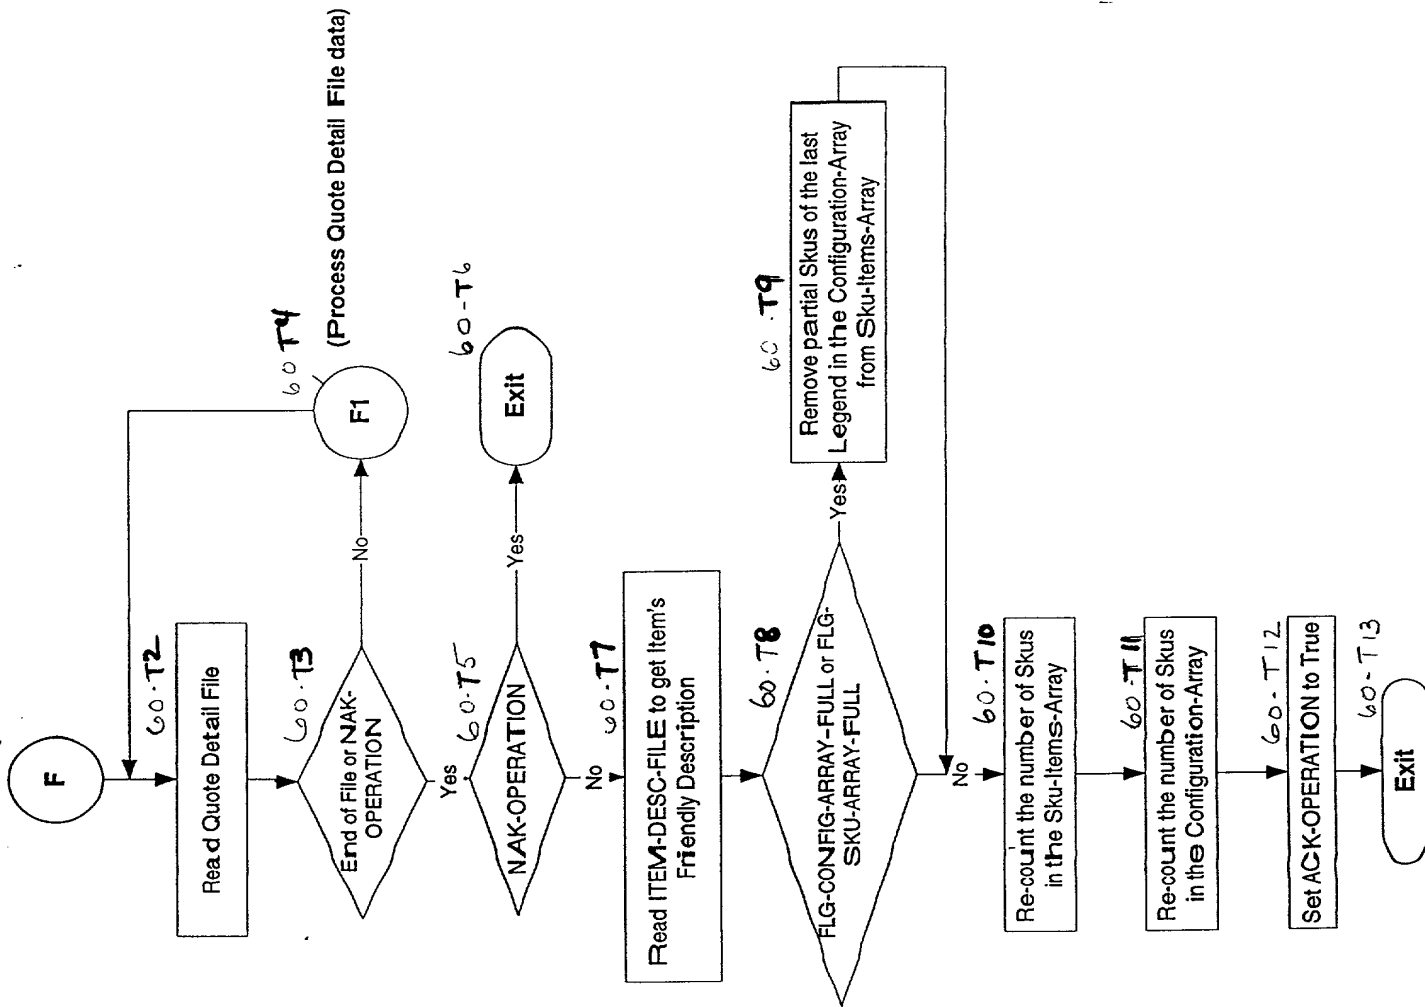 F
60-T2
Read Quote Detail File
60-T3
End of File or NAK-
OPERATION
No
60 T4
F1
(Process Quote Detail File data)
Yes
60-T5
NAK-OPERATION
Yes
60-T6
Exit
No
60-T7
Read ITEM-DESC-FILE to get Item's
Friendly Description
60-T8
FLG-CONFIG-ARRAY-FULL or FLG-
SKU-ARRAY-FULL
Yes
60-T9
Remove partial Skus of the last
Legend in the Configuration-Array
from Sku-Items-Array
No
60-T10
Re-count the number of Skus
in the Sku-Items-Array
60-T11
Re-count the number of Skus
in the Configuration-Array
60-T12
Set ACK-OPERATION to True
60-T13
Exit